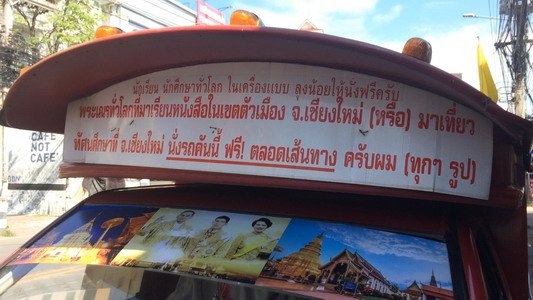 นักเรียน นักศึกษาทั่วโลก ในเครื่องแบบ ลุงน้อยให้นั่งฟรีครับ
พระเณรทั่วโลกที่มาเรียนหนังสือในเขตตัวเมือง จ.เชียงใหม่ (หรือ) มาเที่ยว
ทัศนศึกษาที่ จ.เชียงใหม่ นั่งรถคันนี้ ฟรี! ตลอดเส้นทาง ครับผม (ทุกๆ รูป)
CAFE
NOT
CAFE